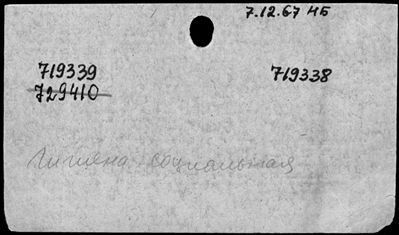 7.12.67 НБ
719339 719338
729410
Гигиена социальная